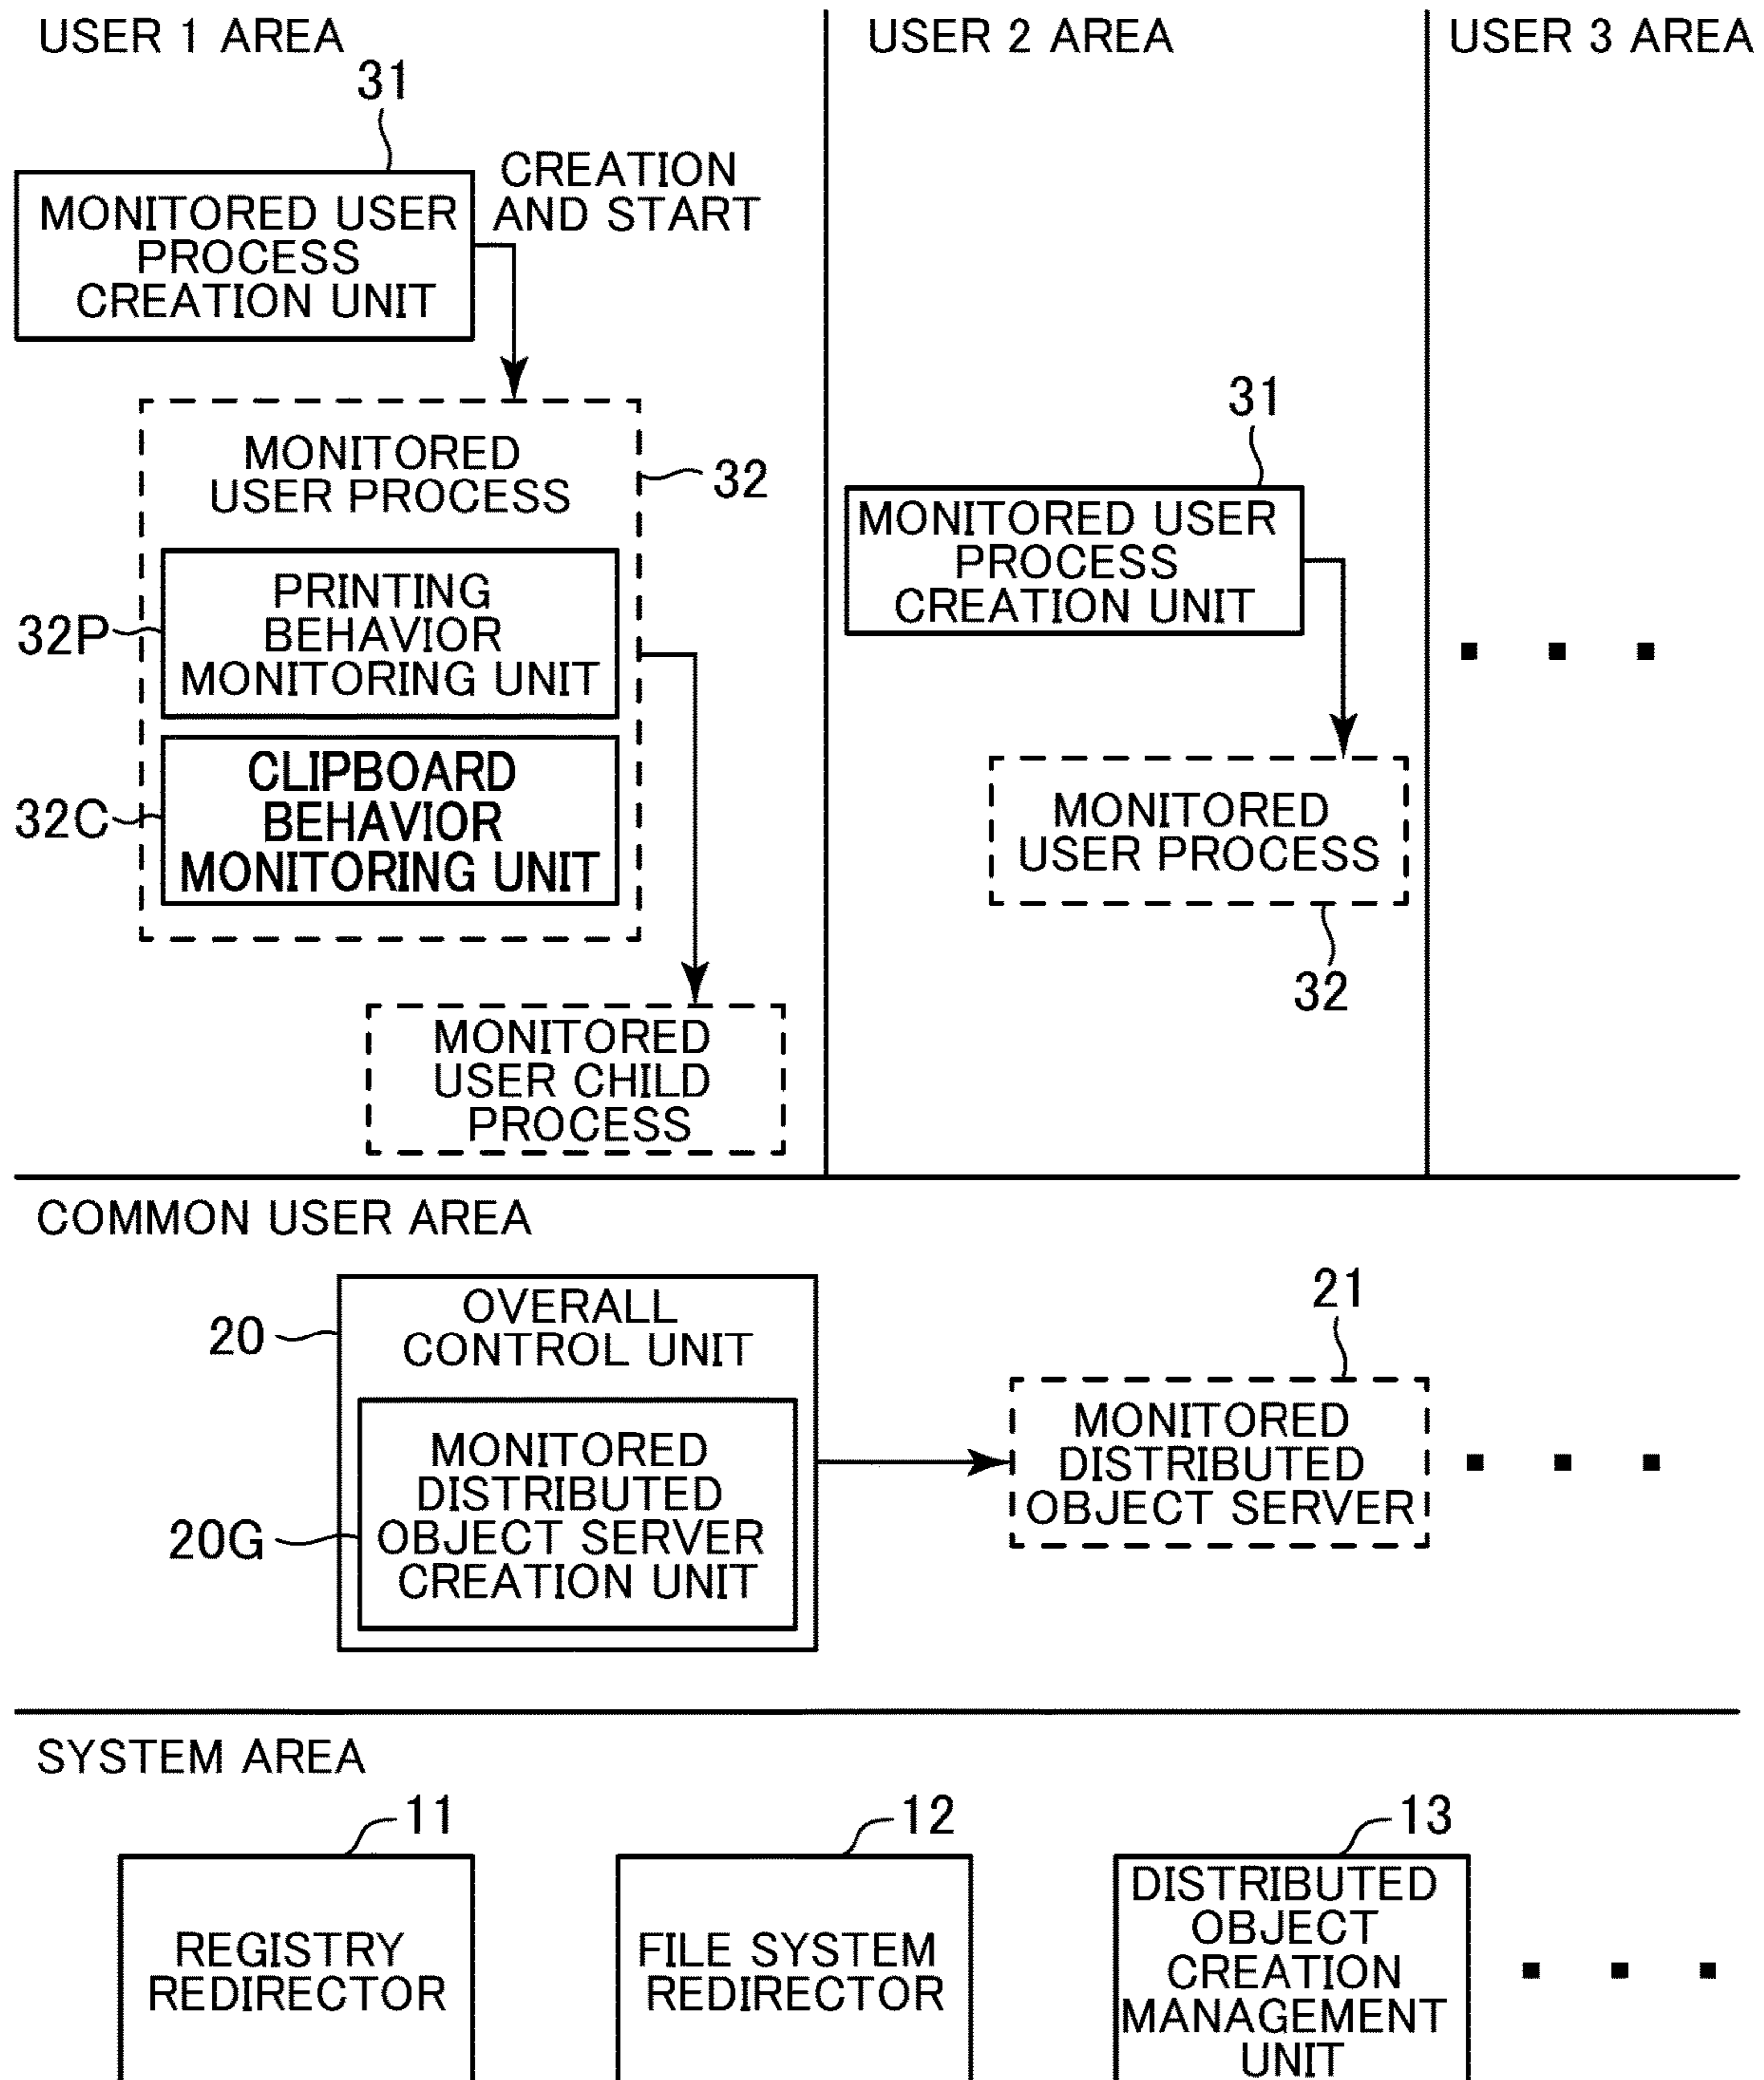 USER 1 AREA
USER 2 AREA
USER 3 AREA
31
CREATION
AND START
MONITORED USER
PROCESS
CREATION UNIT
MONITORED
USER PROCESS
32
PRINTING
BEHAVIOR
MONITORING UNIT
32P
CLIPBOARD
BEHAVIOR
MONITORING UNIT
32C
MONITORED
USER CHILD
PROCESS
31
MONITORED USER
PROCESS
CREATION UNIT
MONITORED
USER PROCESS
32
COMMON USER AREA
20
OVERALL
CONTROL UNIT
20G
MONITORED
DISTRIBUTED
OBJECT SERVER
CREATION UNIT
21
MONITORED
DISTRIBUTED
OBJECT SERVER
SYSTEM AREA
11
REGISTRY
REDIRECTOR
12
FILE SYSTEM
REDIRECTOR
13
DISTRIBUTED
OBJECT
CREATION
MANAGEMENT
UNIT